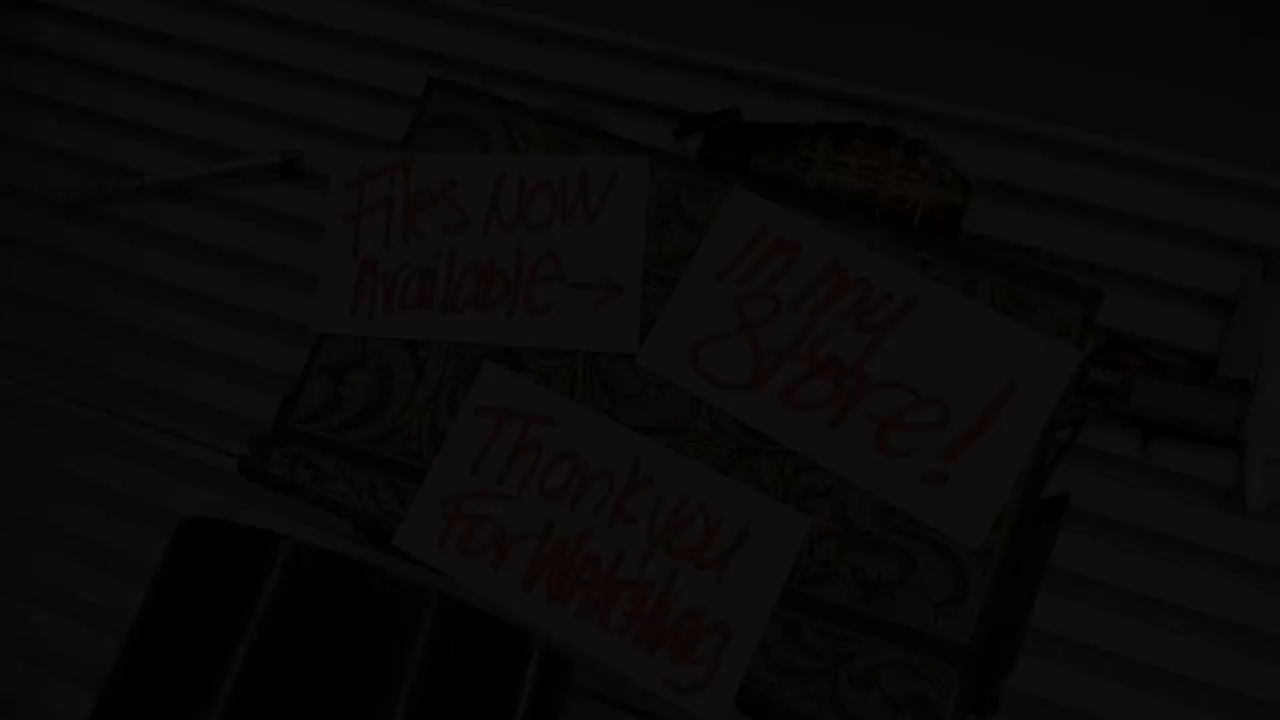 Files NOW
Available →
in my
Store!
Thank you
For Watching